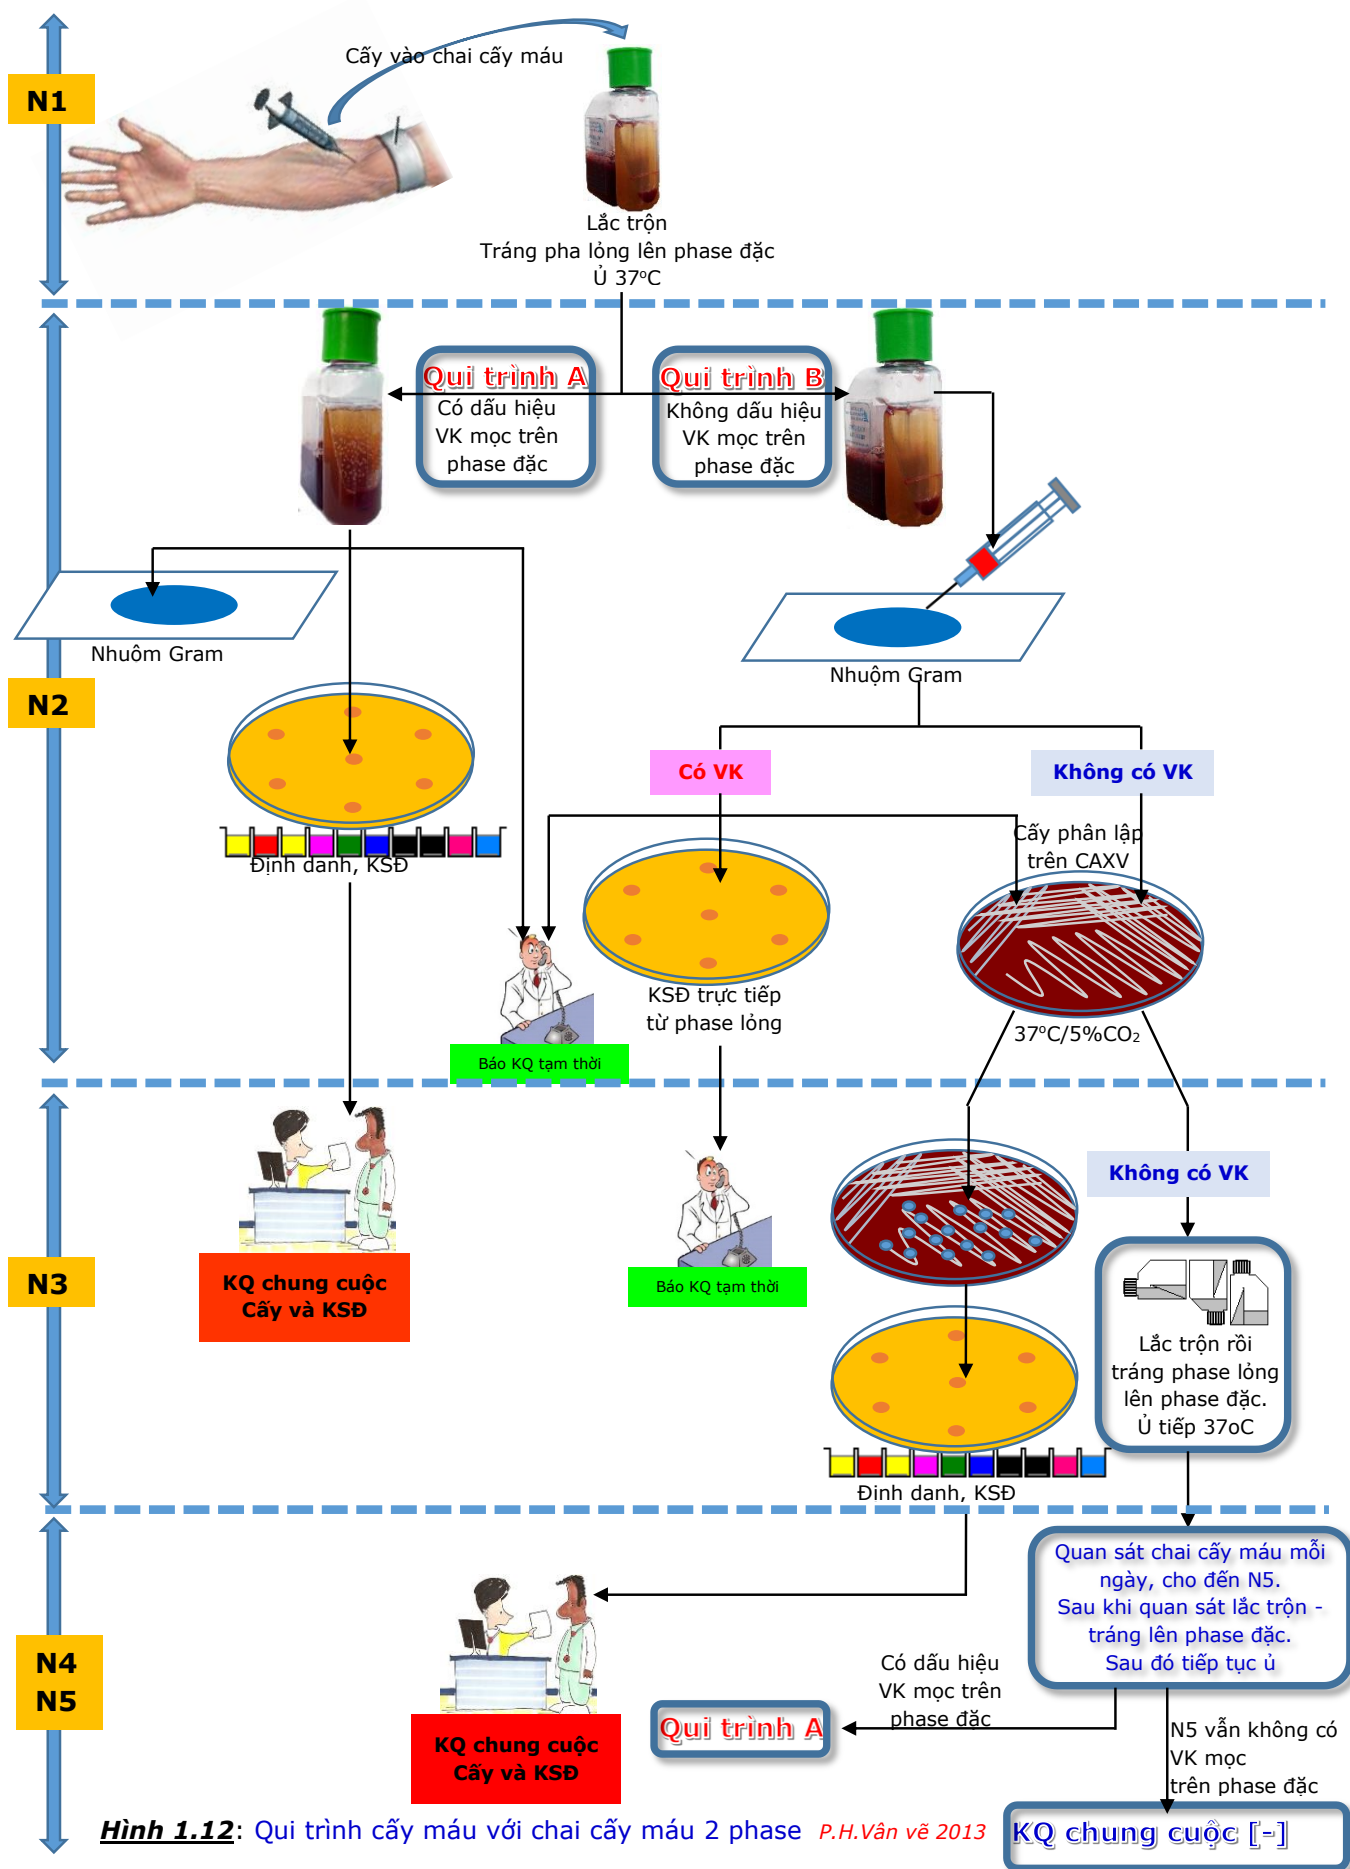 Cấy vào chai cấy máu
N1
Lắc trộn
Tráng pha lỏng lên phase đặc
Ủ 37ºC
Qui trình A
Có dấu hiệu
VK mọc trên
phase đặc
Qui trình B
Không dấu hiệu
VK mọc trên
phase đặc
Nhuôm Gram
Nhuộm Gram
N2
Có VK
Không có VK
Cấy phân lập
trên CAXV
Định danh, KSĐ
KSĐ trực tiếp
từ phase lỏng
37ºC/5%CO₂
Báo KQ tạm thời
Không có VK
N3
KQ chung cuộc
Cấy và KSĐ
Báo KQ tạm thời
Lắc trộn rồi
tráng phase lỏng
lên phase đặc.
Ủ tiếp 37oC
Đinh danh, KSĐ
Quan sát chai cấy máu mỗi
ngày, cho đến N5.
Sau khi quan sát lắc trộn -
tráng lên phase đặc.
Sau đó tiếp tục ủ
N4
N5
Có dấu hiệu
VK mọc trên
phase đặc
Qui trình A
N5 vẫn không có
VK mọc
trên phase đặc
KQ chung cuộc
Cấy và KSĐ
Hình 1.12: Qui trình cấy máu với chai cấy máu 2 phase P.H.Vân vẽ 2013
KQ chung cuộc [-]